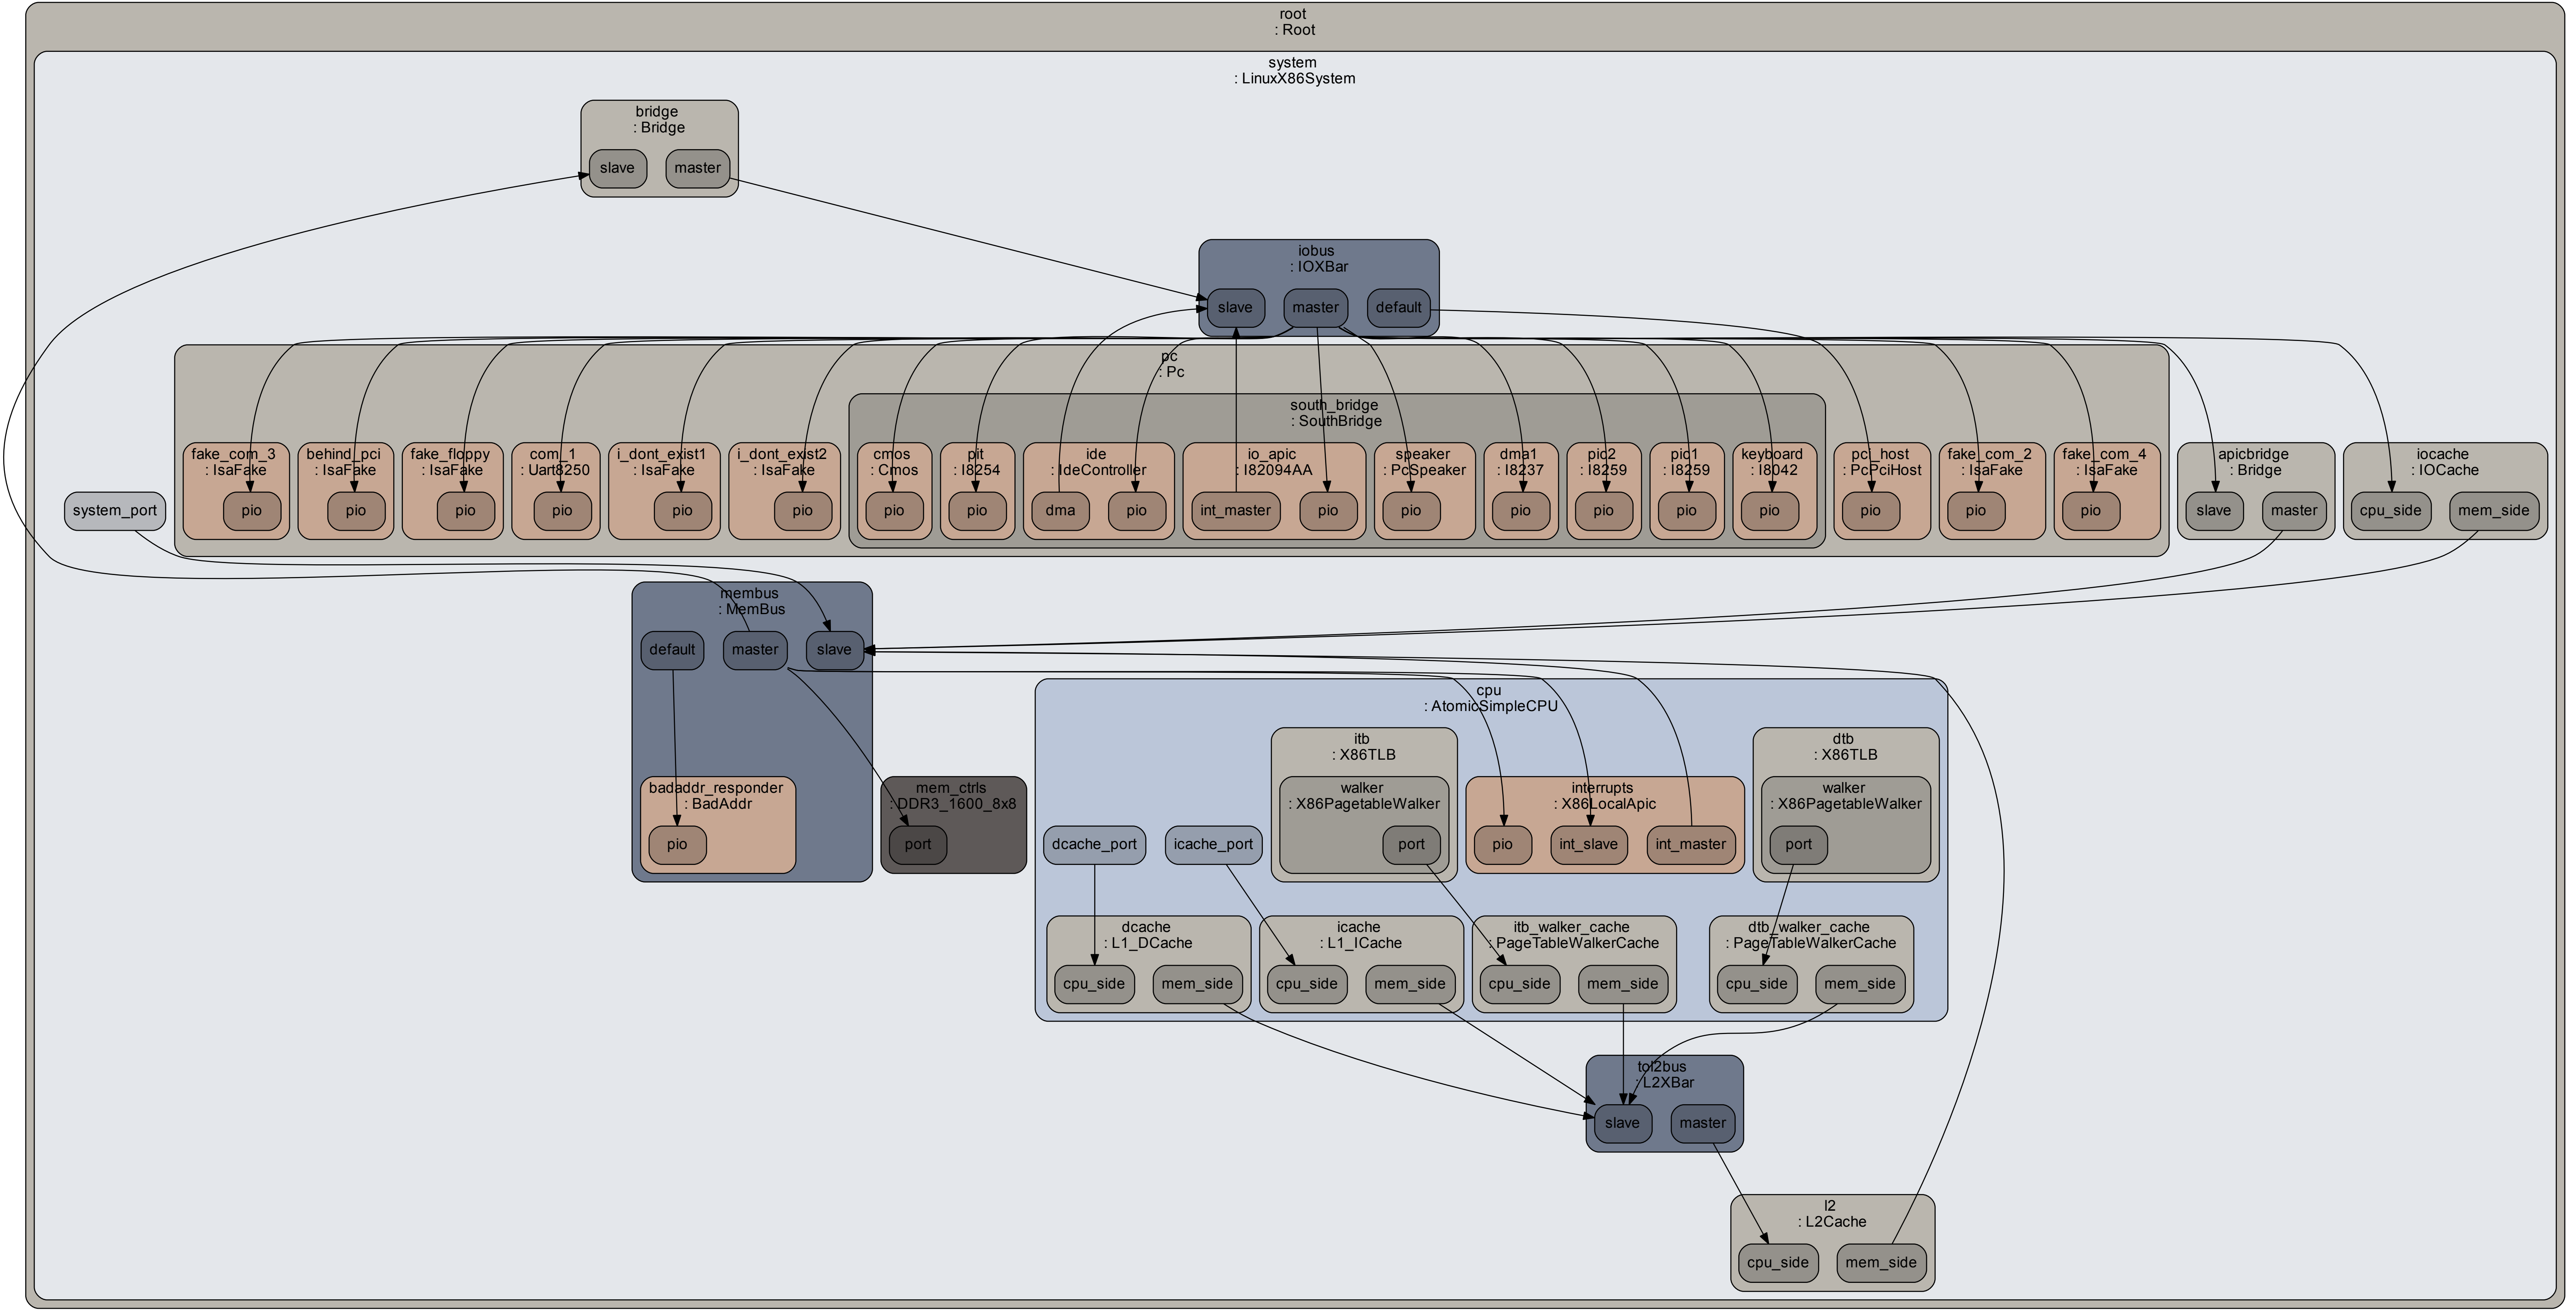 root
: Root
system
: LinuxX86System
bridge
: Bridge
slave
master
iobus
: IOXBar
slave
master
default
pc
: Pc
south_bridge
: SouthBridge
fake_com_3
: IsaFake
pio
behind_pci
: IsaFake
pio
fake_floppy
: IsaFake
pio
com_1
: Uart8250
pio
i_dont_exist1
: IsaFake
pio
i_dont_exist2
: IsaFake
pio
cmos
: Cmos
pio
pit
: I8254
pio
ide
: IdeController
dma
pio
io_apic
: I82094AA
int_master
pio
speaker
: PcSpeaker
pio
dma1
: I8237
pio
pic2
: I8259
pio
pic1
: I8259
pio
keyboard
: I8042
pio
pci_host
: PcPciHost
pio
fake_com_2
: IsaFake
pio
fake_com_4
: IsaFake
pio
apicbridge
: Bridge
slave
master
iocache
: IOCache
cpu_side
mem_side
system_port
membus
: MemBus
default
master
slave
badaddr_responder
: BadAddr
pio
mem_ctrls
: DDR3_1600_8x8
port
cpu
: AtomicSimpleCPU
dcache_port
icache_port
itb
: X86TLB
walker
: X86PagetableWalker
port
interrupts
: X86LocalApic
pio
int_slave
int_master
dtb
: X86TLB
walker
: X86PagetableWalker
port
dcache
: L1_DCache
cpu_side
mem_side
icache
: L1_ICache
cpu_side
mem_side
itb_walker_cache
: PageTableWalkerCache
cpu_side
mem_side
dtb_walker_cache
: PageTableWalkerCache
cpu_side
mem_side
tol2bus
: L2XBar
slave
master
l2
: L2Cache
cpu_side
mem_side